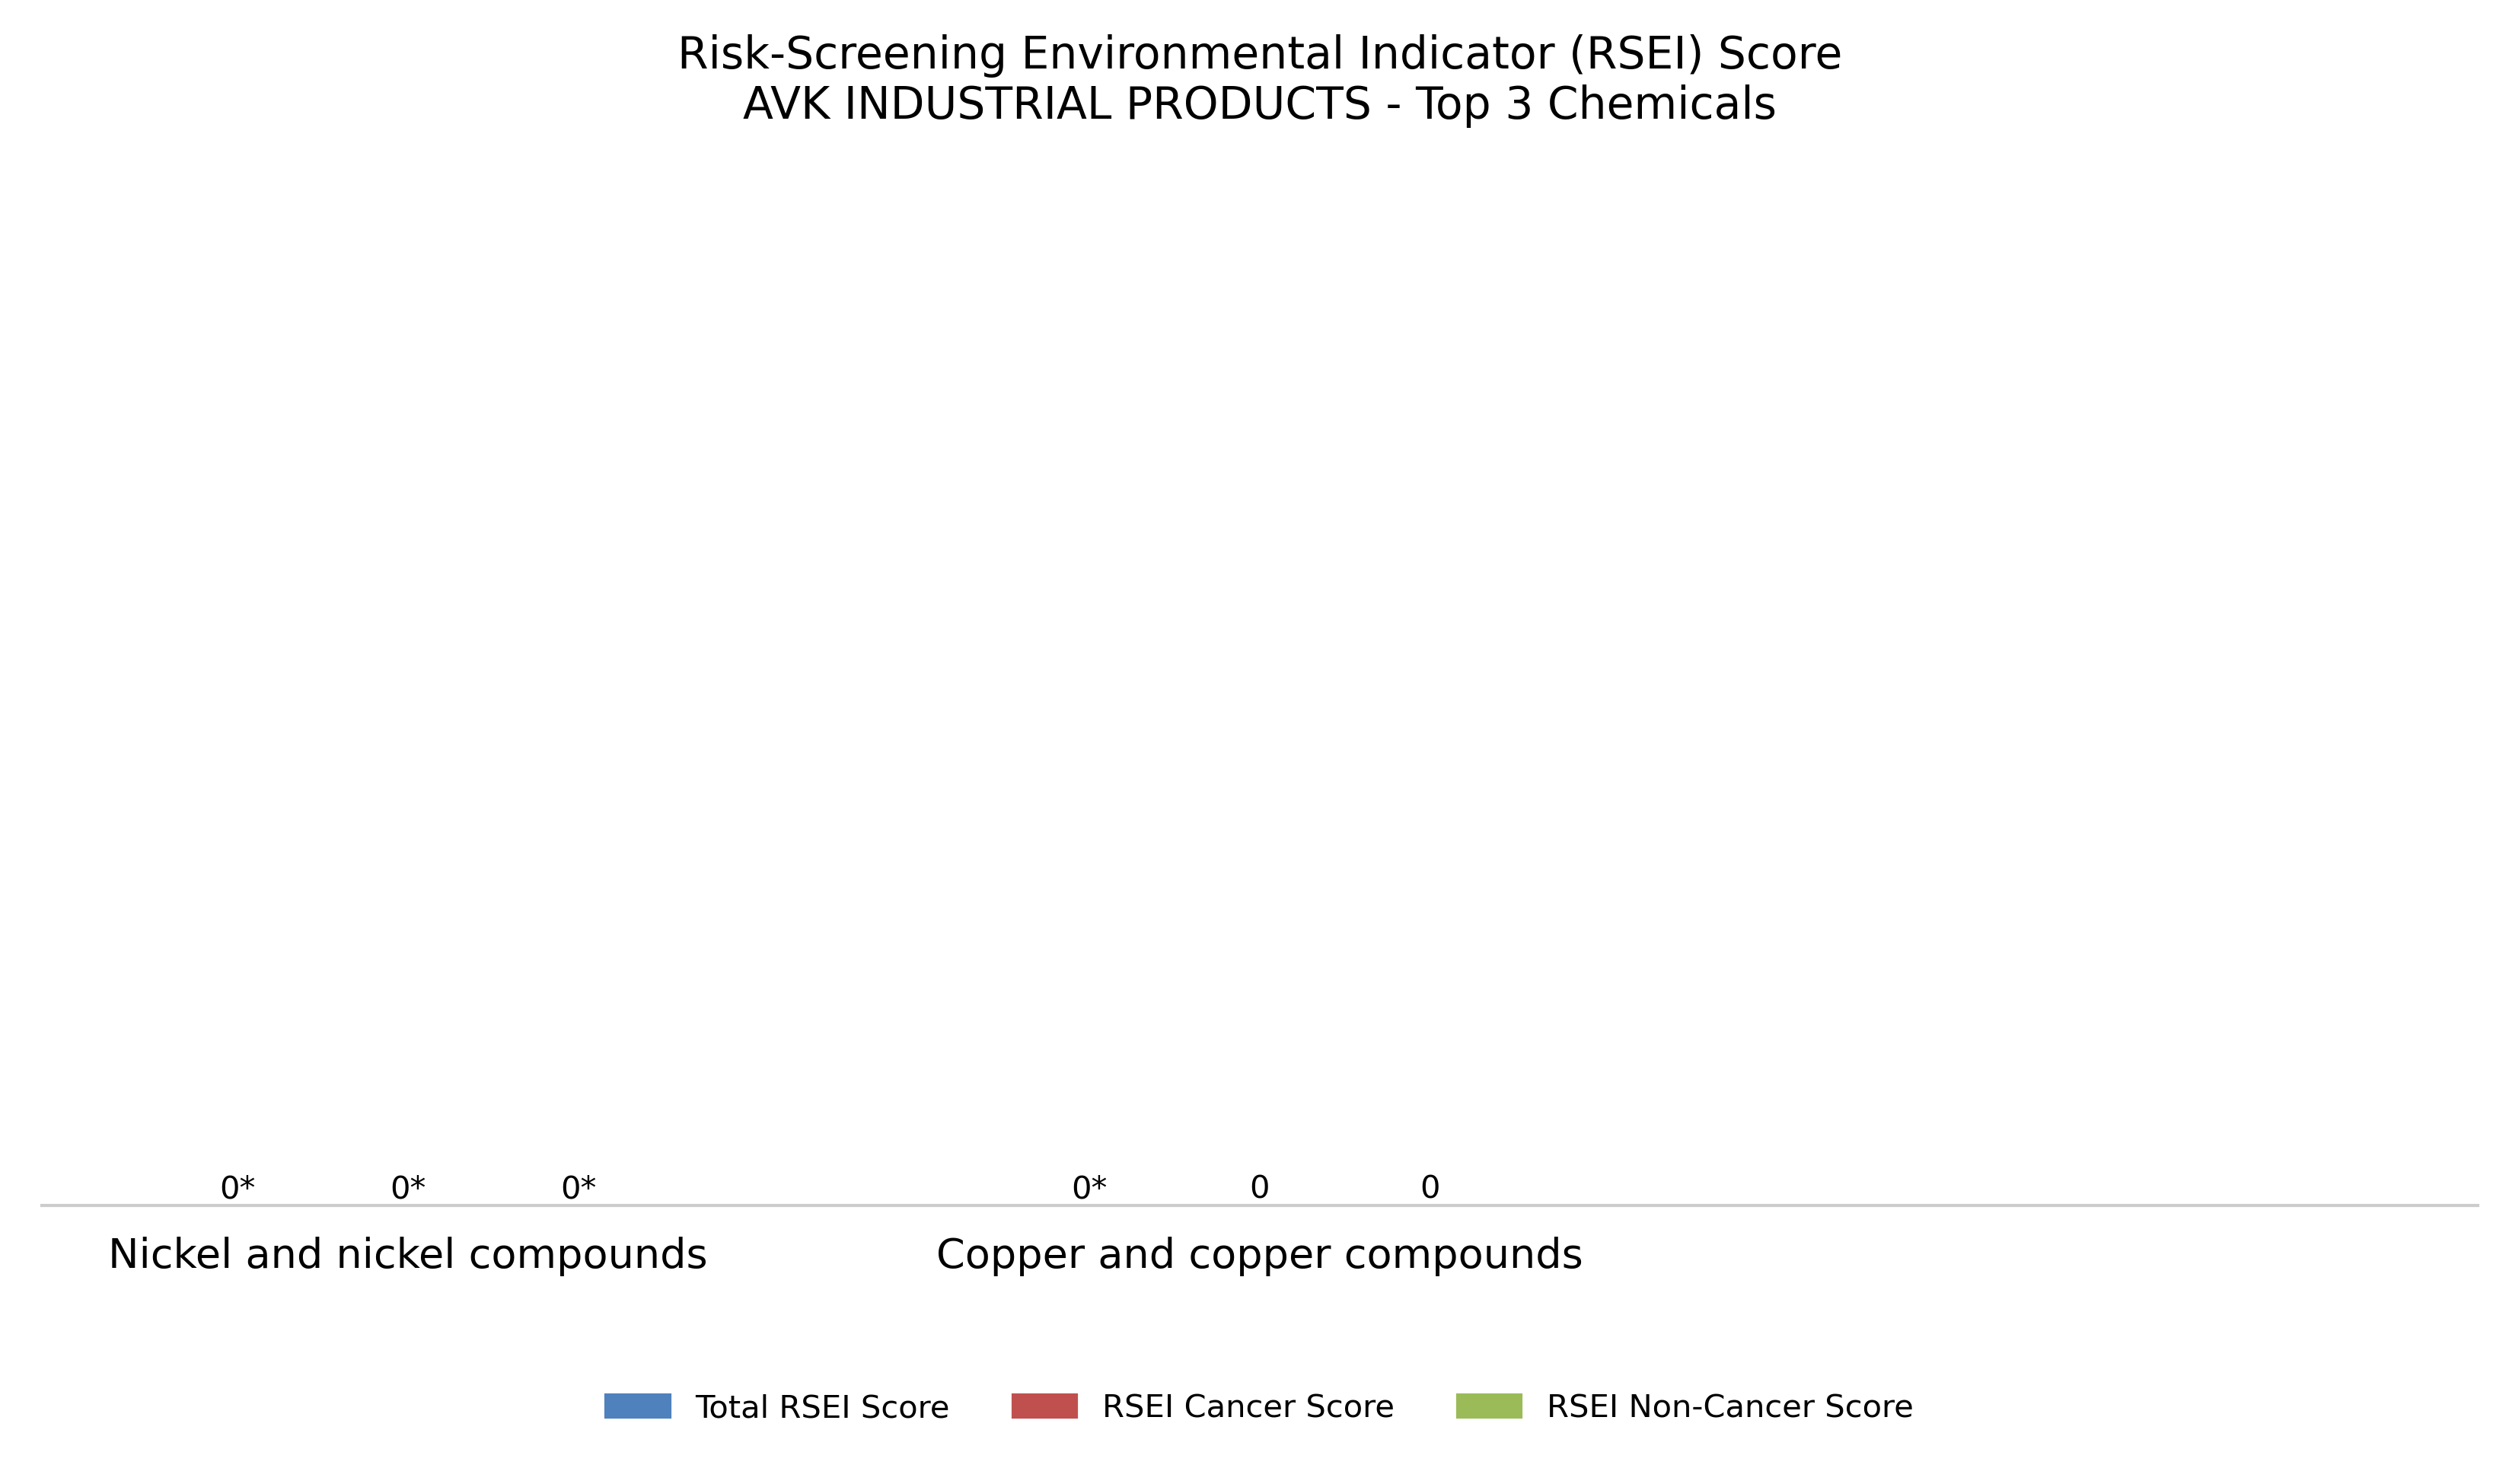 Risk-Screening Environmental Indicator (RSEI) Score
AVK INDUSTRIAL PRODUCTS - Top 3 Chemicals
0* 0* 0* 0* 0 0
Nickel and nickel compounds Copper and copper compounds
Total RSEI Score RSEI Cancer Score RSEI Non-Cancer Score